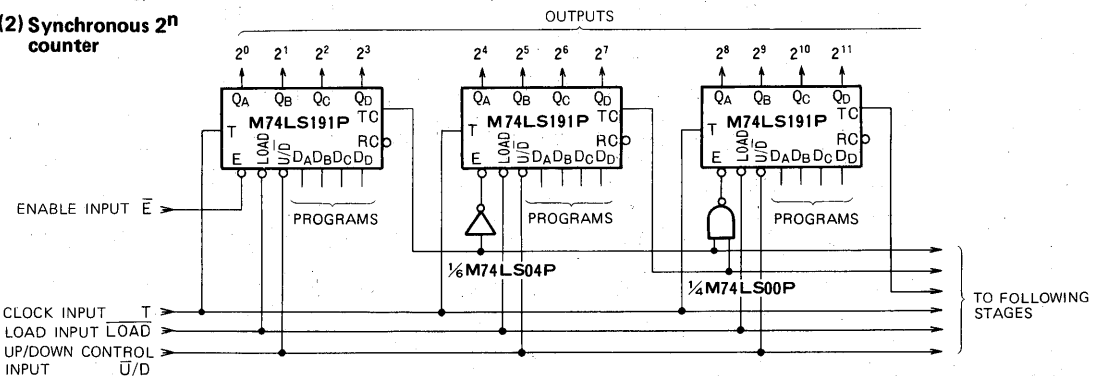 (2) Synchronous 2ⁿ
counter
OUTPUTS
2⁰ 2¹ 2² 2³ 2⁴ 2⁵ 2⁶ 2⁷ 2⁸ 2⁹ 2¹⁰ 2¹¹
QA QB QC QD QA QB QC QD QA QB QC QD
TC TC TC
M74LS191P M74LS191P M74LS191P
T T T
RC RC RC
E LOAD U̅/D DA DB DC DD E LOAD U̅/D DA DB DC DD E LOAD U̅/D DA DB DC DD
ENABLE INPUT E̅
PROGRAMS PROGRAMS PROGRAMS
⅙M74LS04P
¼M74LS00P
CLOCK INPUT T
LOAD INPUT L̅O̅A̅D̅
UP/DOWN CONTROL
INPUT U̅/D
TO FOLLOWING
STAGES